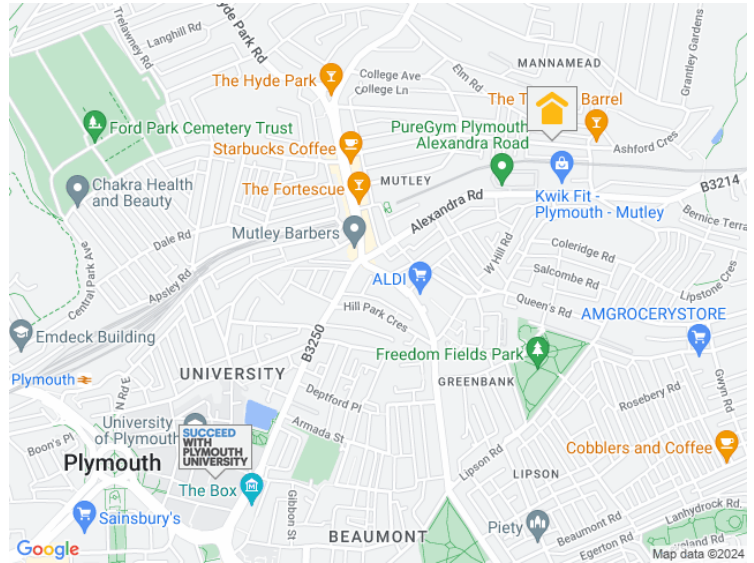 Trelawney Rd
Langhill Rd
Hyde Park Rd
Grantley Gardens
MANNAMEAD
College Ave
College Ln
Elm Rd
The Hyde Park
Barrel
Ford Park Cemetery Trust
PureGym Plymouth
Alexandra Road
Ashford Cres
Starbucks Coffee
MUTLEY
B3214
Chakra Health
and Beauty
The Fortescue
Kwik Fit -
Plymouth - Mutley
Alexandra Rd
Mutley Barbers
Dale Rd
W Hill Rd
Coleridge Rd
Central Park Ave
Apsley Rd
ALDI
Salcombe Rd
Lipstone Cres
Queen's Rd
AMGROCERYSTORE
Emdeck Building
Hill Park Cres
B3250
Freedom Fields Park
Plymouth
UNIVERSITY
GREENBANK
N Rd E
Deptford Pl
Rosebery Rd
Gwyn Rd
University
of Plymouth
Armada St
Boon's Pl
SUCCEED
WITH
PLYMOUTH
UNIVERSITY
Cobblers and Coffee
Plymouth
Lipson Rd
LIPSON
The Box
Gibbon St
Sainsbury's
Lanhydrock Rd
Piety
BEAUMONT
Beaumont Rd
Egerton Rd
Google
Map data ©2024